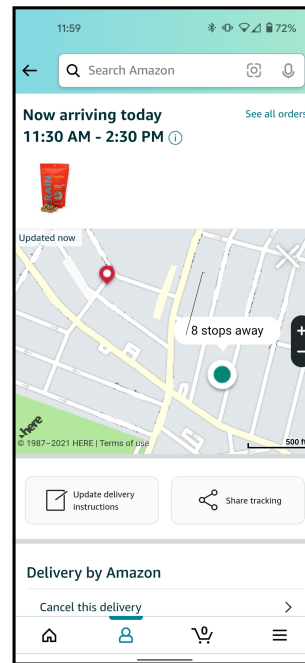 11:59
72%
Search Amazon
Now arriving today
See all orders
11:30 AM - 2:30 PM
TRAIN
Updated now
8 stops away
+
−
here
© 1987–2021 HERE | Terms of use
500 ft
Update delivery
instructions
Share tracking
Delivery by Amazon
Cancel this delivery
0